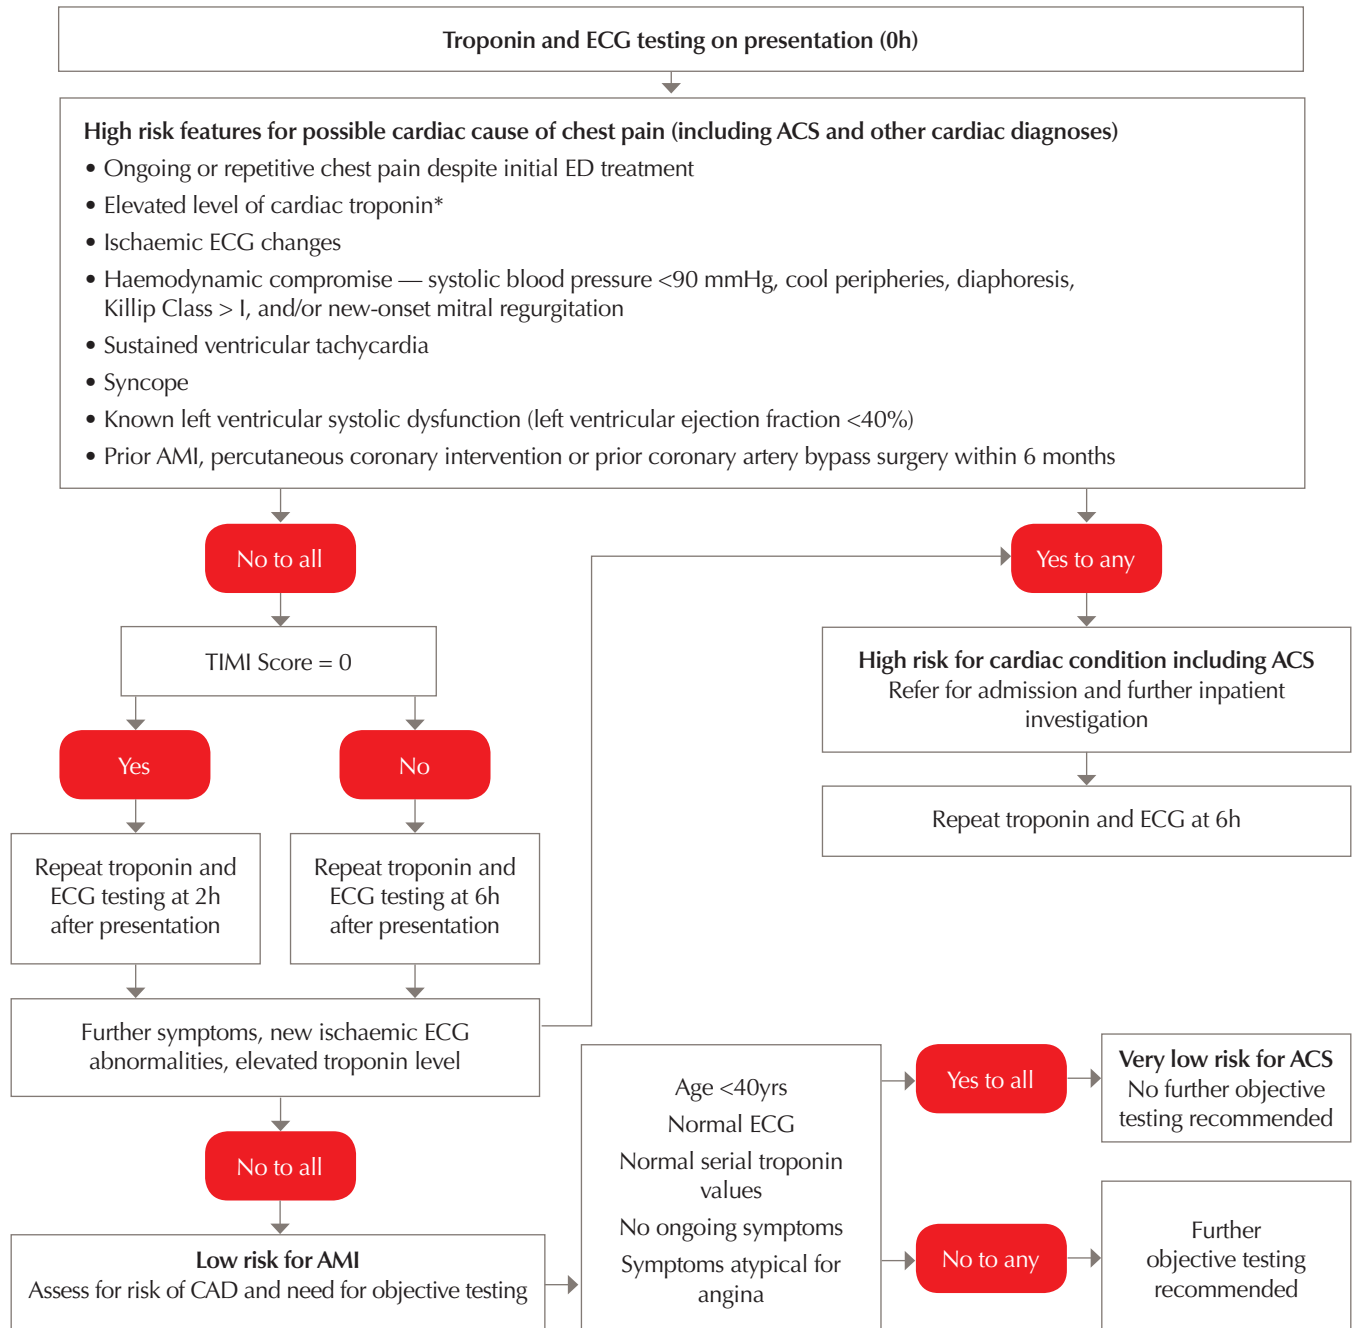 Troponin and ECG testing on presentation (0h)
High risk features for possible cardiac cause of chest pain (including ACS and other cardiac diagnoses)
• Ongoing or repetitive chest pain despite initial ED treatment
• Elevated level of cardiac troponin*
• Ischaemic ECG changes
• Haemodynamic compromise — systolic blood pressure <90 mmHg, cool peripheries, diaphoresis,
Killip Class > I, and/or new-onset mitral regurgitation
• Sustained ventricular tachycardia
• Syncope
• Known left ventricular systolic dysfunction (left ventricular ejection fraction <40%)
• Prior AMI, percutaneous coronary intervention or prior coronary artery bypass surgery within 6 months
No to all
Yes to any
TIMI Score = 0
High risk for cardiac condition including ACS
Refer for admission and further inpatient
investigation
Yes
No
Repeat troponin and ECG at 6h
Repeat troponin and
ECG testing at 2h
after presentation
Repeat troponin and
ECG testing at 6h
after presentation
Further symptoms, new ischaemic ECG
abnormalities, elevated troponin level
No to all
Low risk for AMI
Assess for risk of CAD and need for objective testing
Age <40yrs
Normal ECG
Normal serial troponin
values
No ongoing symptoms
Symptoms atypical for
angina
Yes to all
Very low risk for ACS
No further objective
testing recommended
No to any
Further
objective testing
recommended